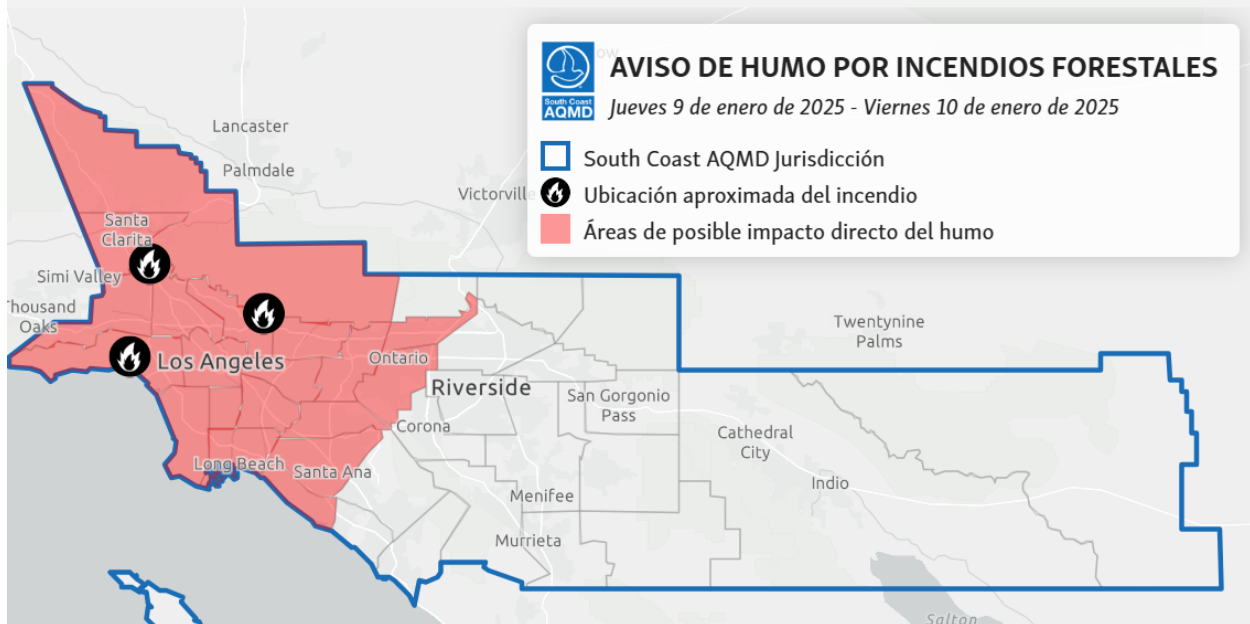 AVISO DE HUMO POR INCENDIOS FORESTALES
South Coast
AQMD
Jueves 9 de enero de 2025 - Viernes 10 de enero de 2025
South Coast AQMD Jurisdicción
Ubicación aproximada del incendio
Áreas de posible impacto directo del humo
Lancaster
Palmdale
Victorville
Santa
Clarita
Simi Valley
Thousand
Oaks
Los Angeles
Ontario
Twentynine
Palms
Riverside
San Gorgonio
Pass
Corona
Cathedral
City
Long Beach
Santa Ana
Indio
Menifee
Murrieta
Salton